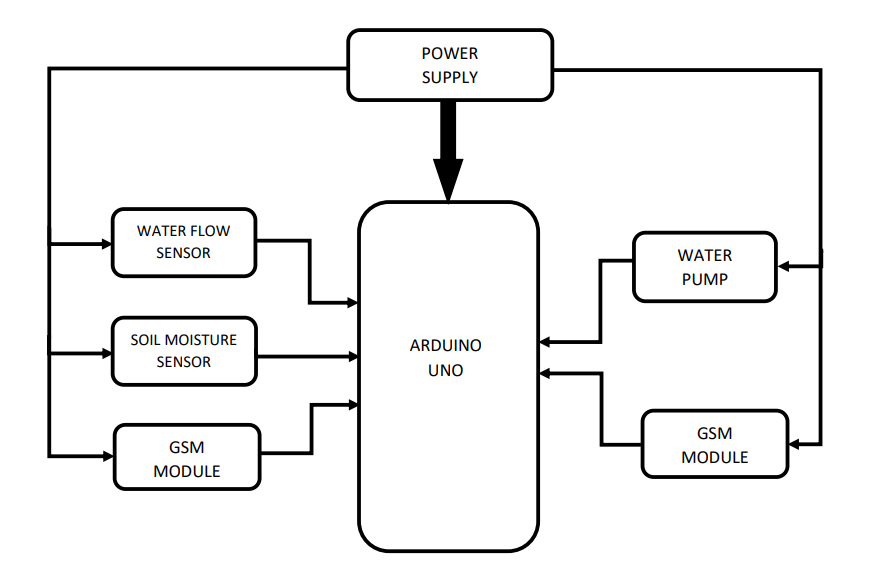 POWER
SUPPLY
WATER FLOW
SENSOR
SOIL MOISTURE
SENSOR
GSM
MODULE
ARDUINO
UNO
WATER
PUMP
GSM
MODULE